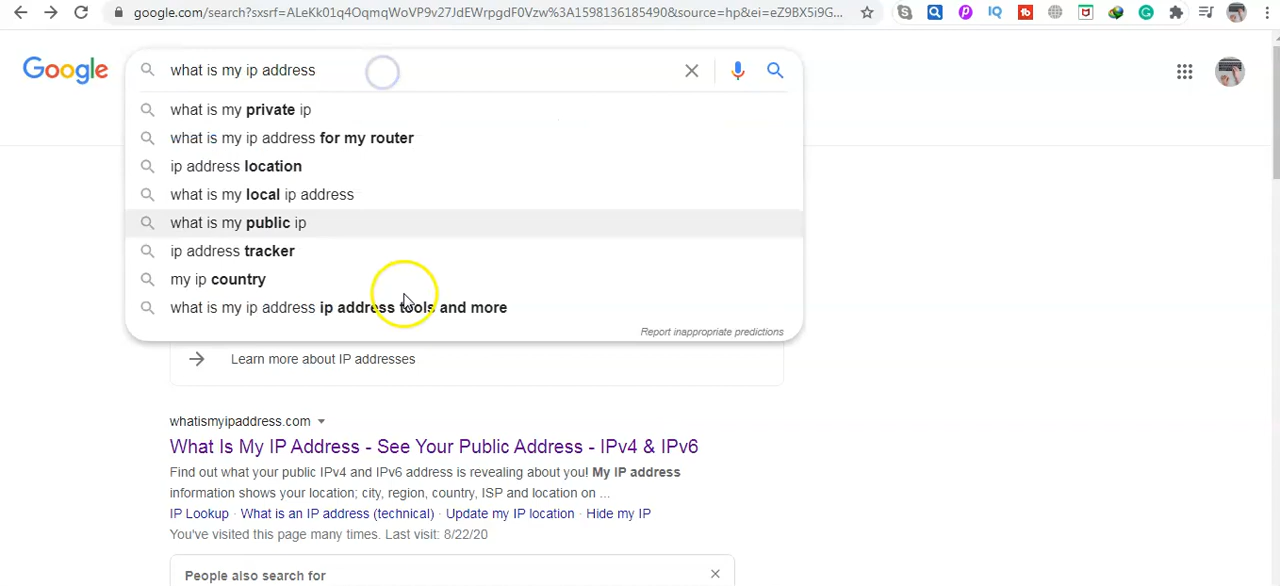 google.com/search?sxsrf=ALeKk01q4OqmqWoVP9v27JdEWrpgdF0Vzw%3A1598136185490&source=hp&ei=eZ9BX5i9G...
Google
what is my ip address
what is my private ip
what is my ip address for my router
ip address location
what is my local ip address
what is my public ip
ip address tracker
my ip country
what is my ip address ip address tools and more
Report inappropriate predictions
Learn more about IP addresses
whatismyipaddress.com
What Is My IP Address - See Your Public Address - IPv4 & IPv6
Find out what your public IPv4 and IPv6 address is revealing about you! My IP address
information shows your location; city, region, country, ISP and location on ...
IP Lookup · What is an IP address (technical) · Update my IP location · Hide my IP
You've visited this page many times. Last visit: 8/22/20
People also search for